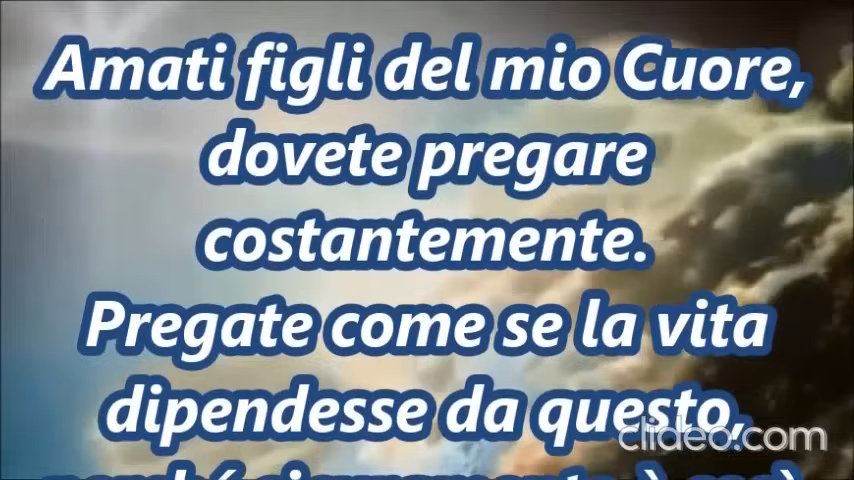 Amati figli del mio Cuore,
dovete pregare
costantemente.
Pregate come se la vita
dipendesse da questo,
clideo.com